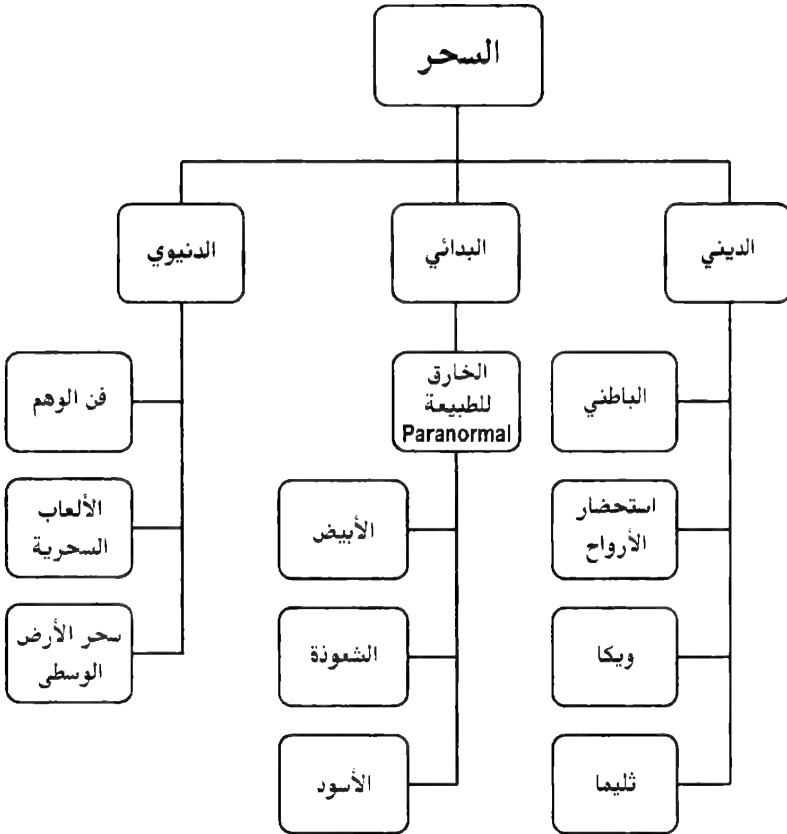 السحر
الديني
البدائي
الدنيوي
الباطني
استحضار
الأرواح
ويكا
ثليما
الخارق
للطبيعة
Paranormal
الأبيض
الشعوذة
الأسود
فن الوهم
الألعاب
السحرية
سحر الأرض
الوسطى